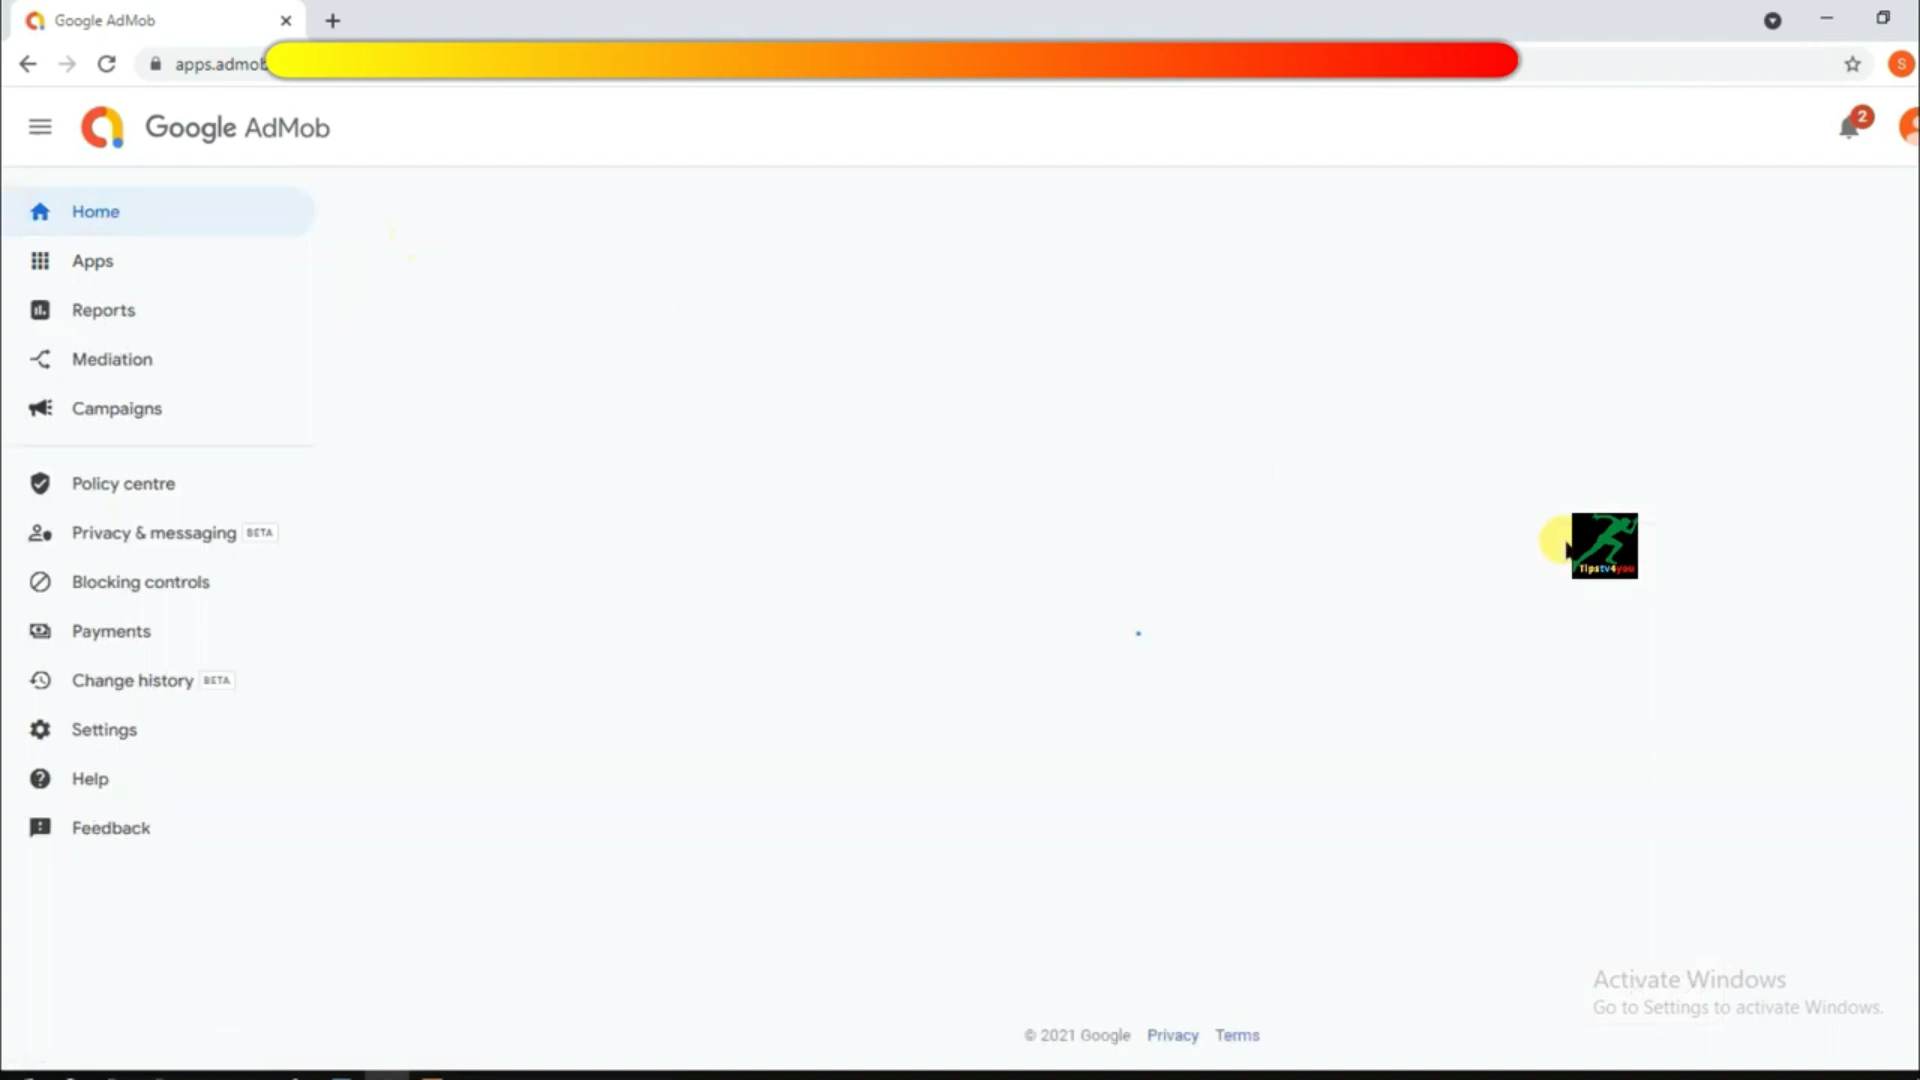 Google AdMob
apps.admob
Google AdMob
2
S
Home
Apps
Reports
Mediation
Campaigns
Policy centre
Privacy & messaging BETA
Blocking controls
Payments
Change history BETA
Settings
Help
Feedback
Tipstv4you
Activate Windows
Go to Settings to activate Windows.
© 2021 Google Privacy Terms